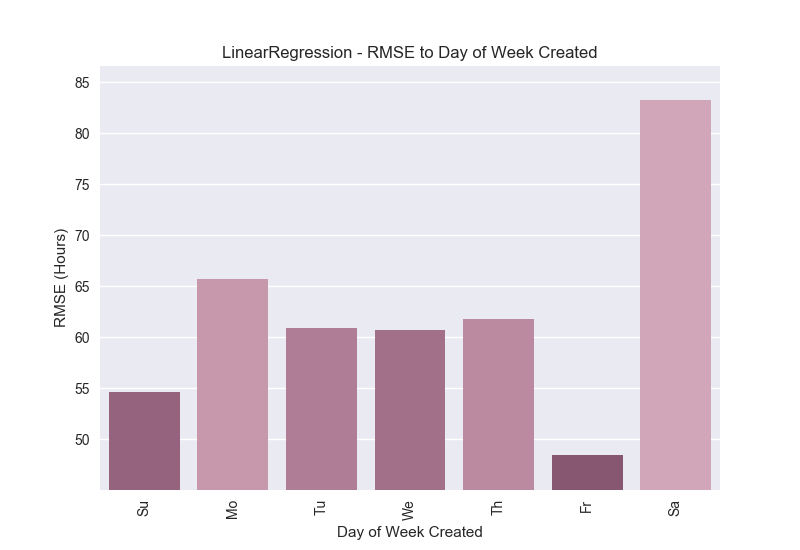 LinearRegression - RMSE to Day of Week Created
85
80
75
70
65
60
55
50
RMSE (Hours)
Su Mo Tu We Th Fr Sa
Day of Week Created